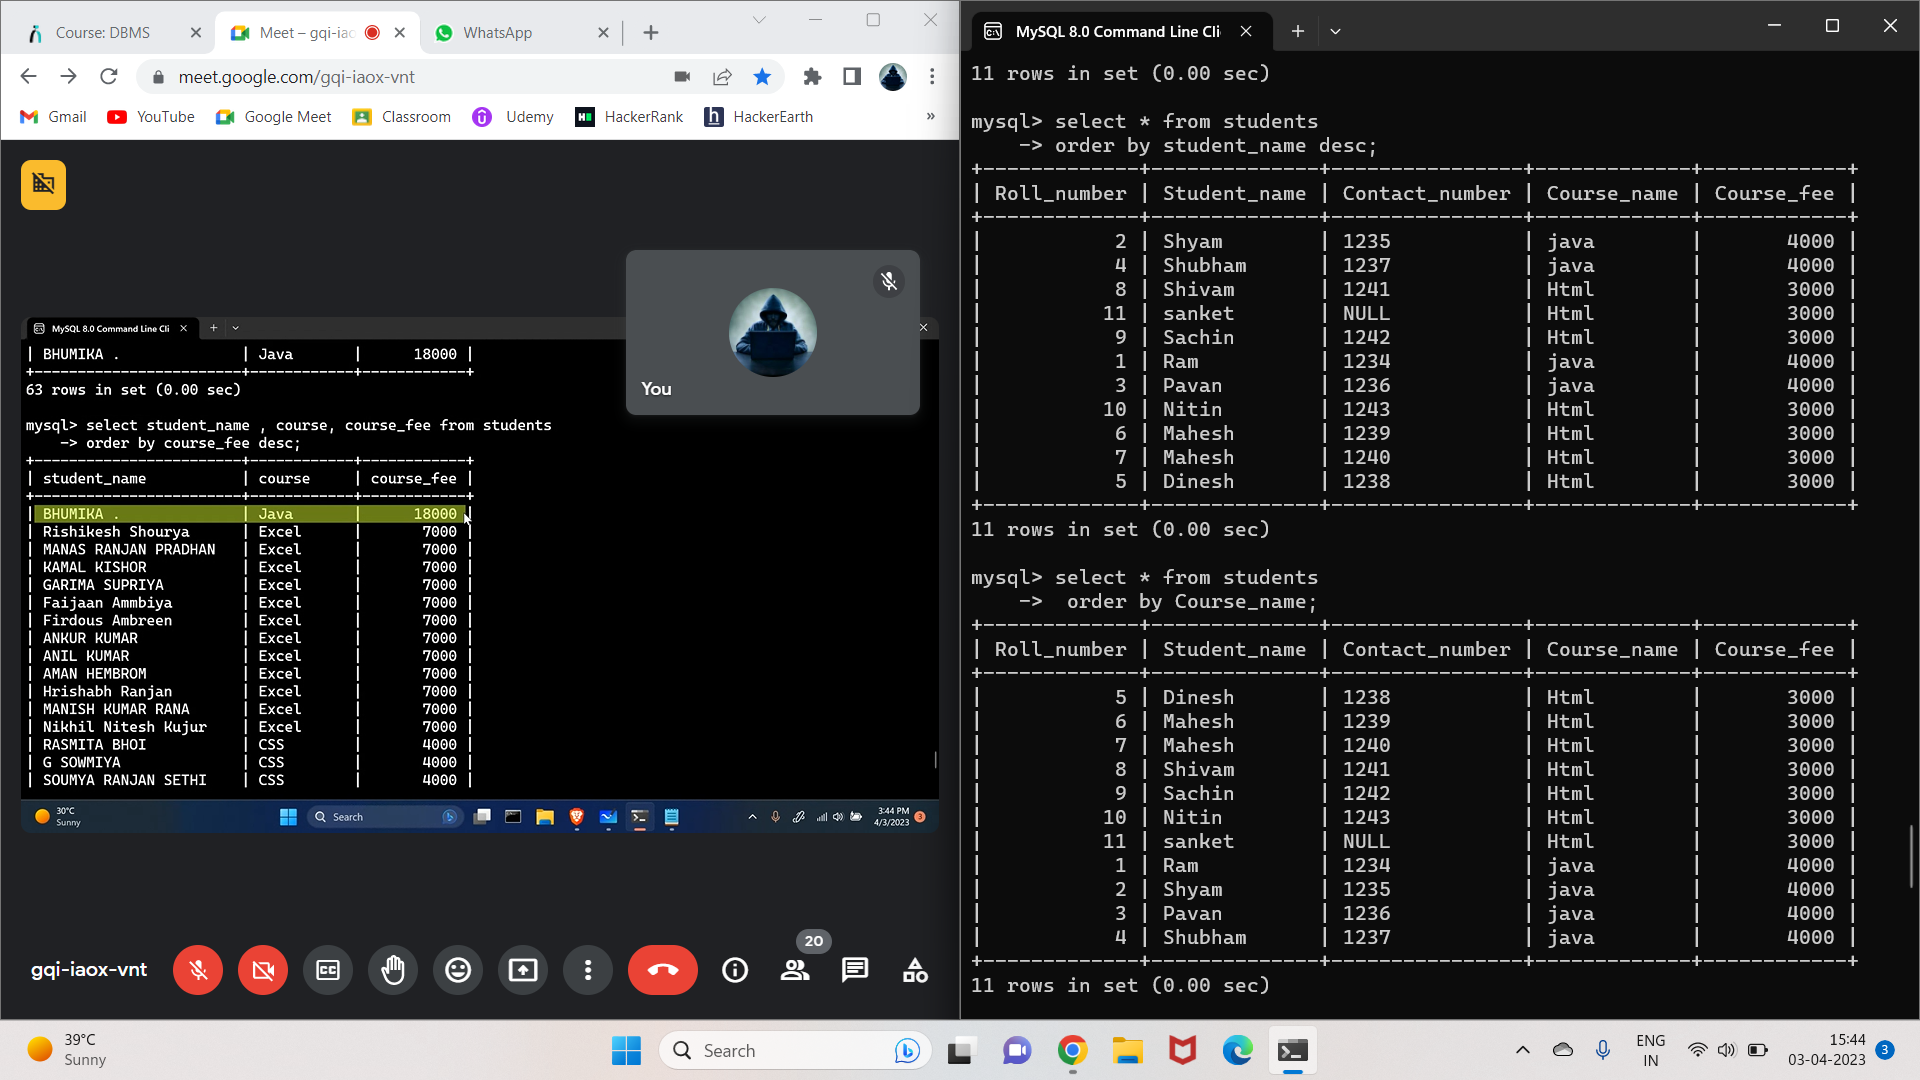 Course: DBMS
Meet – gqi-iao
WhatsApp
meet.google.com/gqi-iaox-vnt
Gmail
YouTube
Google Meet
Classroom
Udemy
HackerRank
HackerEarth
»
You
MySQL 8.0 Command Line Cli
| BHUMIKA . | Java | 18000 |
63 rows in set (0.00 sec)
mysql> select student_name , course, course_fee from students
-> order by course_fee desc;
| student_name | course | course_fee |
| BHUMIKA . | Java | 18000 |
| Rishikesh Shourya | Excel | 7000 |
| MANAS RANJAN PRADHAN | Excel | 7000 |
| KAMAL KISHOR | Excel | 7000 |
| GARIMA SUPRIYA | Excel | 7000 |
| Faijaan Ammbiya | Excel | 7000 |
| Firdous Ambreen | Excel | 7000 |
| ANKUR KUMAR | Excel | 7000 |
| ANIL KUMAR | Excel | 7000 |
| AMAN HEMBROM | Excel | 7000 |
| Hrishabh Ranjan | Excel | 7000 |
| MANISH KUMAR RANA | Excel | 7000 |
| Nikhil Nitesh Kujur | Excel | 7000 |
| RASMITA BHOI | CSS | 4000 |
| G SOWMIYA | CSS | 4000 |
| SOUMYA RANJAN SETHI | CSS | 4000 |
30°C
Sunny
Search
3:44 PM
4/3/2023
3
gqi-iaox-vnt
CC
20
MySQL 8.0 Command Line Cli
11 rows in set (0.00 sec)
mysql> select * from students
-> order by student_name desc;
| Roll_number | Student_name | Contact_number | Course_name | Course_fee |
| 2 | Shyam | 1235 | java | 4000 |
| 4 | Shubham | 1237 | java | 4000 |
| 8 | Shivam | 1241 | Html | 3000 |
| 11 | sanket | NULL | Html | 3000 |
| 9 | Sachin | 1242 | Html | 3000 |
| 1 | Ram | 1234 | java | 4000 |
| 3 | Pavan | 1236 | java | 4000 |
| 10 | Nitin | 1243 | Html | 3000 |
| 6 | Mahesh | 1239 | Html | 3000 |
| 7 | Mahesh | 1240 | Html | 3000 |
| 5 | Dinesh | 1238 | Html | 3000 |
11 rows in set (0.00 sec)
mysql> select * from students
-> order by Course_name;
| Roll_number | Student_name | Contact_number | Course_name | Course_fee |
| 5 | Dinesh | 1238 | Html | 3000 |
| 6 | Mahesh | 1239 | Html | 3000 |
| 7 | Mahesh | 1240 | Html | 3000 |
| 8 | Shivam | 1241 | Html | 3000 |
| 9 | Sachin | 1242 | Html | 3000 |
| 10 | Nitin | 1243 | Html | 3000 |
| 11 | sanket | NULL | Html | 3000 |
| 1 | Ram | 1234 | java | 4000 |
| 2 | Shyam | 1235 | java | 4000 |
| 3 | Pavan | 1236 | java | 4000 |
| 4 | Shubham | 1237 | java | 4000 |
11 rows in set (0.00 sec)
39°C
Sunny
Search
ENG
IN
15:44
03-04-2023
3